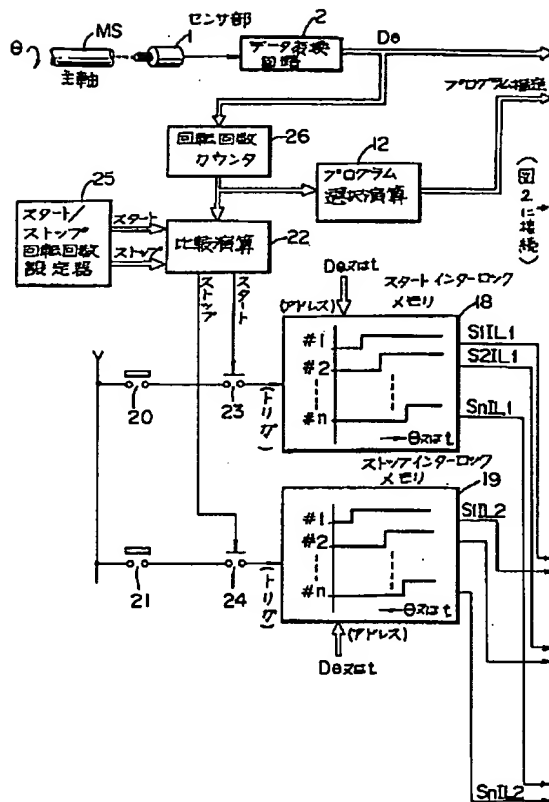 θ
MS
主軸
センサ部
1
2
データ変換
回路
Dθ
プログラム指定
26
回転回数
カウンタ
12
プログラム
選択演算
(図2に接続)
25
スタート/
ストップ
回転回数
設定器
スタート
ストップ
22
比較演算
ストップ
スタート
Dθ又はt
(アドレス)
スタートインターロック
メモリ
18
#1
#2
#n
→θ又はt
S1IL1
S2IL1
SnIL1
20
23
(トリガ)
ストップインターロック
メモリ
19
#1
#2
#n
→θ又はt
S1IL2
21
24
(トリガ)
(アドレス)
Dθ又はt
SnIL2